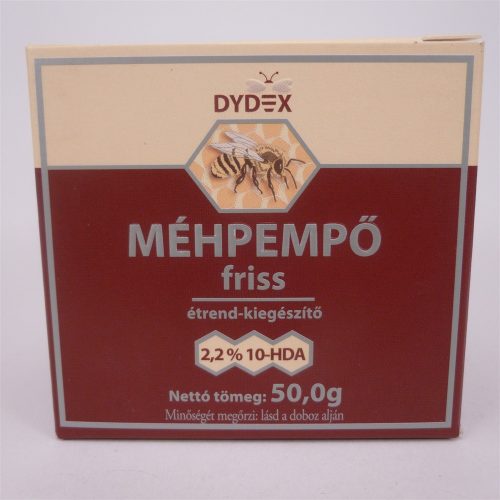 DYDEX
MÉHPEMPŐ
friss
étrend-kiegészítő
2,2% 10-HDA
Nettó tömeg: 50,0g
Minőségét megőrzi: lásd a doboz alján